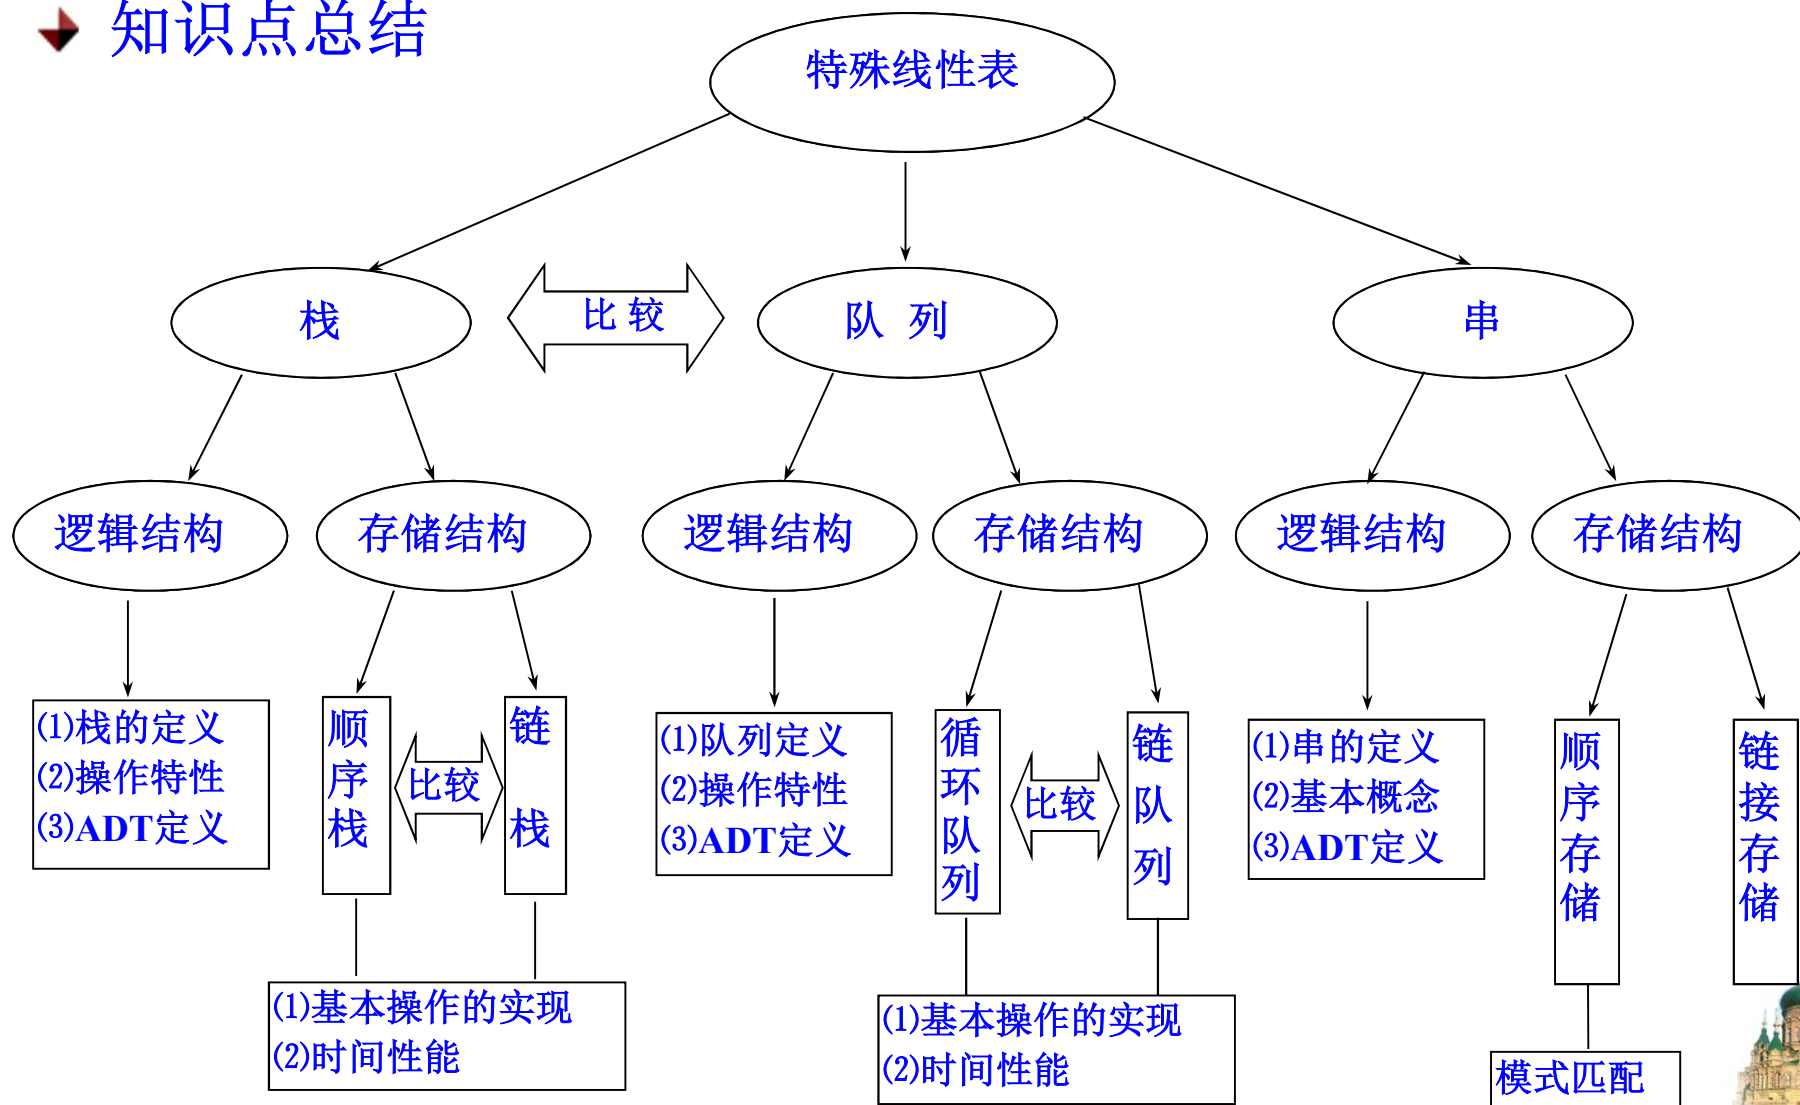 知识点总结
特殊线性表
栈
比较
队列
串
逻辑结构
存储结构
逻辑结构
存储结构
逻辑结构
存储结构
⑴栈的定义
⑵操作特性
⑶ADT定义
顺序栈
比较
链栈
⑴队列定义
⑵操作特性
⑶ADT定义
循环队列
比较
链队列
⑴串的定义
⑵基本概念
⑶ADT定义
顺序存储
链接存储
⑴基本操作的实现
⑵时间性能
⑴基本操作的实现
⑵时间性能
模式匹配